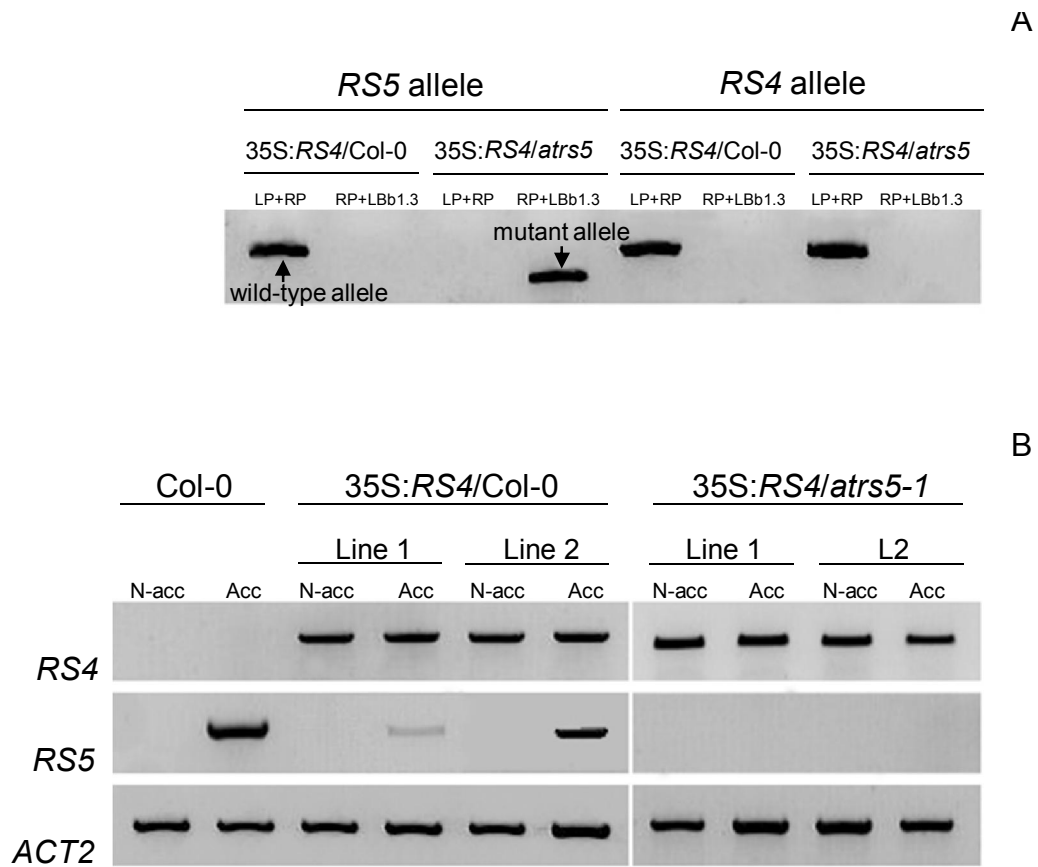 A
RS5 allele RS4 allele
35S:RS4/Col-0 35S:RS4/atrs5 35S:RS4/Col-0 35S:RS4/atrs5
LP+RP RP+LBb1.3 LP+RP RP+LBb1.3 LP+RP RP+LBb1.3 LP+RP RP+LBb1.3
mutant allele
wild-type allele
B
Col-0 35S:RS4/Col-0 35S:RS4/atrs5-1
Line 1 Line 2 Line 1 L2
N-acc Acc N-acc Acc N-acc Acc N-acc Acc N-acc Acc
RS4
RS5
ACT2